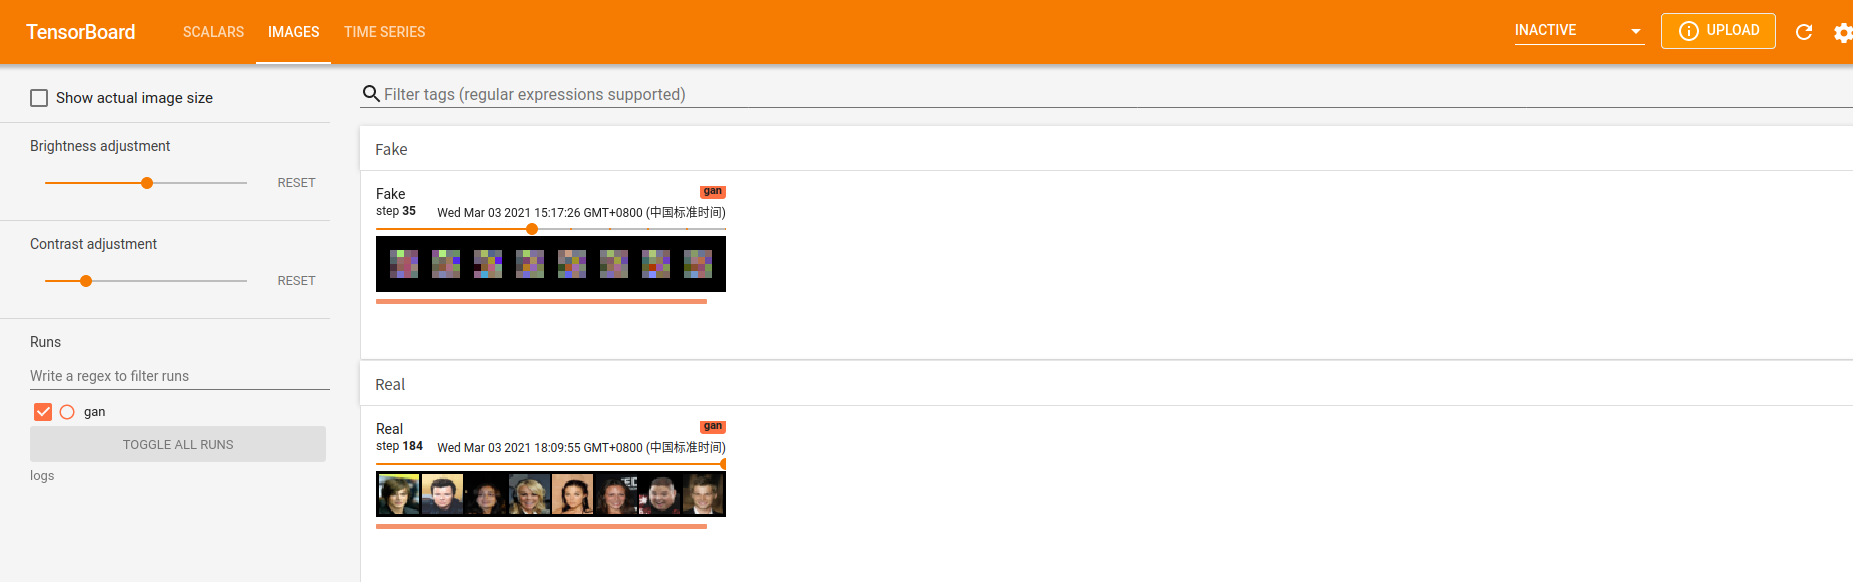 TensorBoard SCALARS IMAGES TIME SERIES INACTIVE UPLOAD
Show actual image size
Filter tags (regular expressions supported)
Brightness adjustment
RESET
Contrast adjustment
RESET
Runs
Write a regex to filter runs
gan
TOGGLE ALL RUNS
logs
Fake
Fake gan
step 35 Wed Mar 03 2021 15:17:26 GMT+0800 (中国标准时间)
Real
Real gan
step 184 Wed Mar 03 2021 18:09:55 GMT+0800 (中国标准时间)